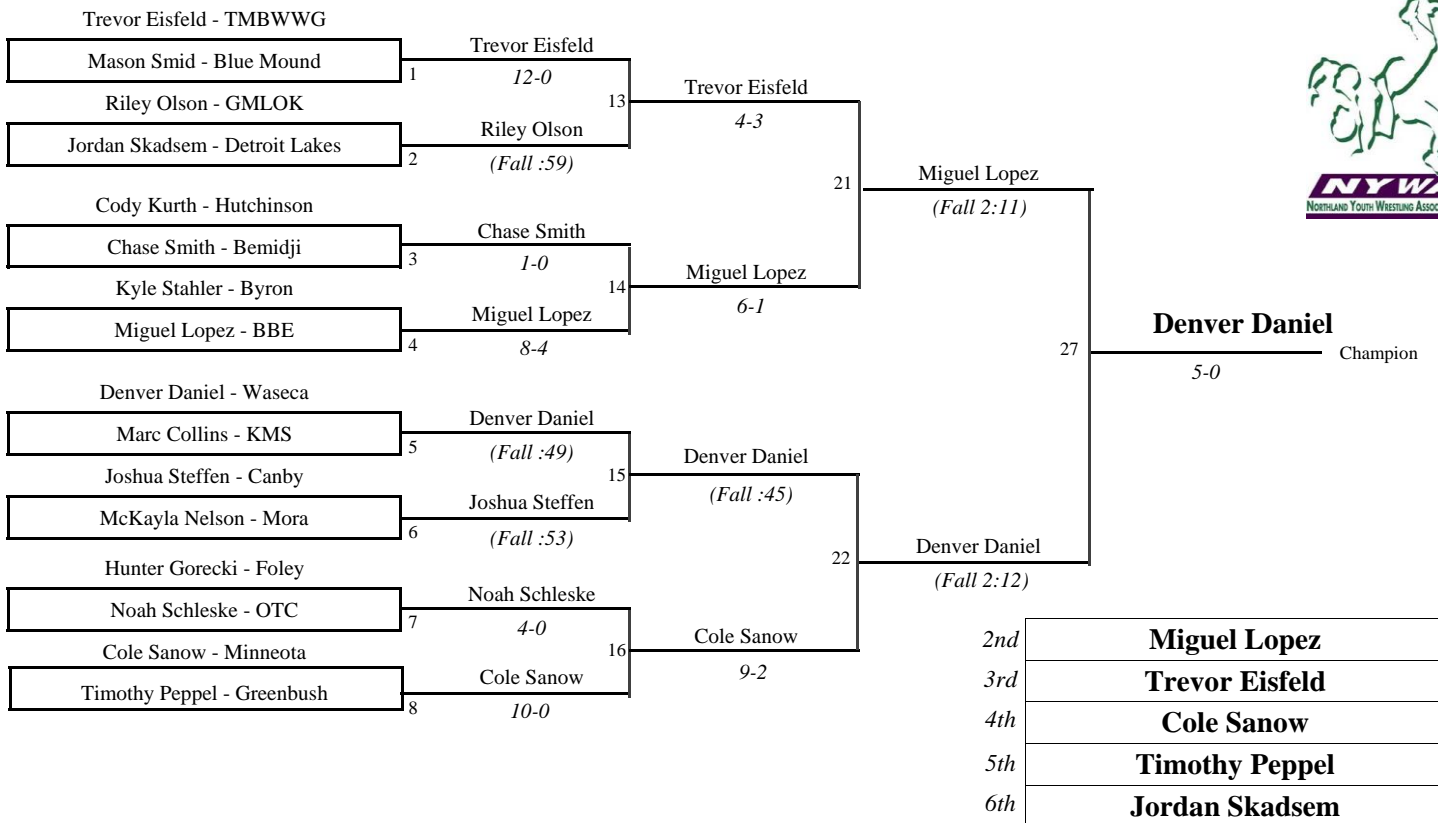 Trevor Eisfeld - TMBWWG
Mason Smid - Blue Mound
1
Riley Olson - GMLOK
Jordan Skadsem - Detroit Lakes
2
Cody Kurth - Hutchinson
Chase Smith - Bemidji
3
Kyle Stahler - Byron
Miguel Lopez - BBE
4
Denver Daniel - Waseca
Marc Collins - KMS
5
Joshua Steffen - Canby
McKayla Nelson - Mora
6
Hunter Gorecki - Foley
Noah Schleske - OTC
7
Cole Sanow - Minneota
Timothy Peppel - Greenbush
8
Trevor Eisfeld
12-0
13
Riley Olson
(Fall :59)
Chase Smith
1-0
14
Miguel Lopez
8-4
Denver Daniel
(Fall :49)
15
Joshua Steffen
(Fall :53)
Noah Schleske
4-0
16
Cole Sanow
10-0
Trevor Eisfeld
4-3
21
Miguel Lopez
6-1
Denver Daniel
(Fall :45)
22
Cole Sanow
9-2
Miguel Lopez
(Fall 2:11)
27
Denver Daniel
(Fall 2:12)
Denver Daniel
Champion
5-0
NYW
NORTHLAND YOUTH WRESTLING ASSOC
2nd Miguel Lopez
3rd Trevor Eisfeld
4th Cole Sanow
5th Timothy Peppel
6th Jordan Skadsem